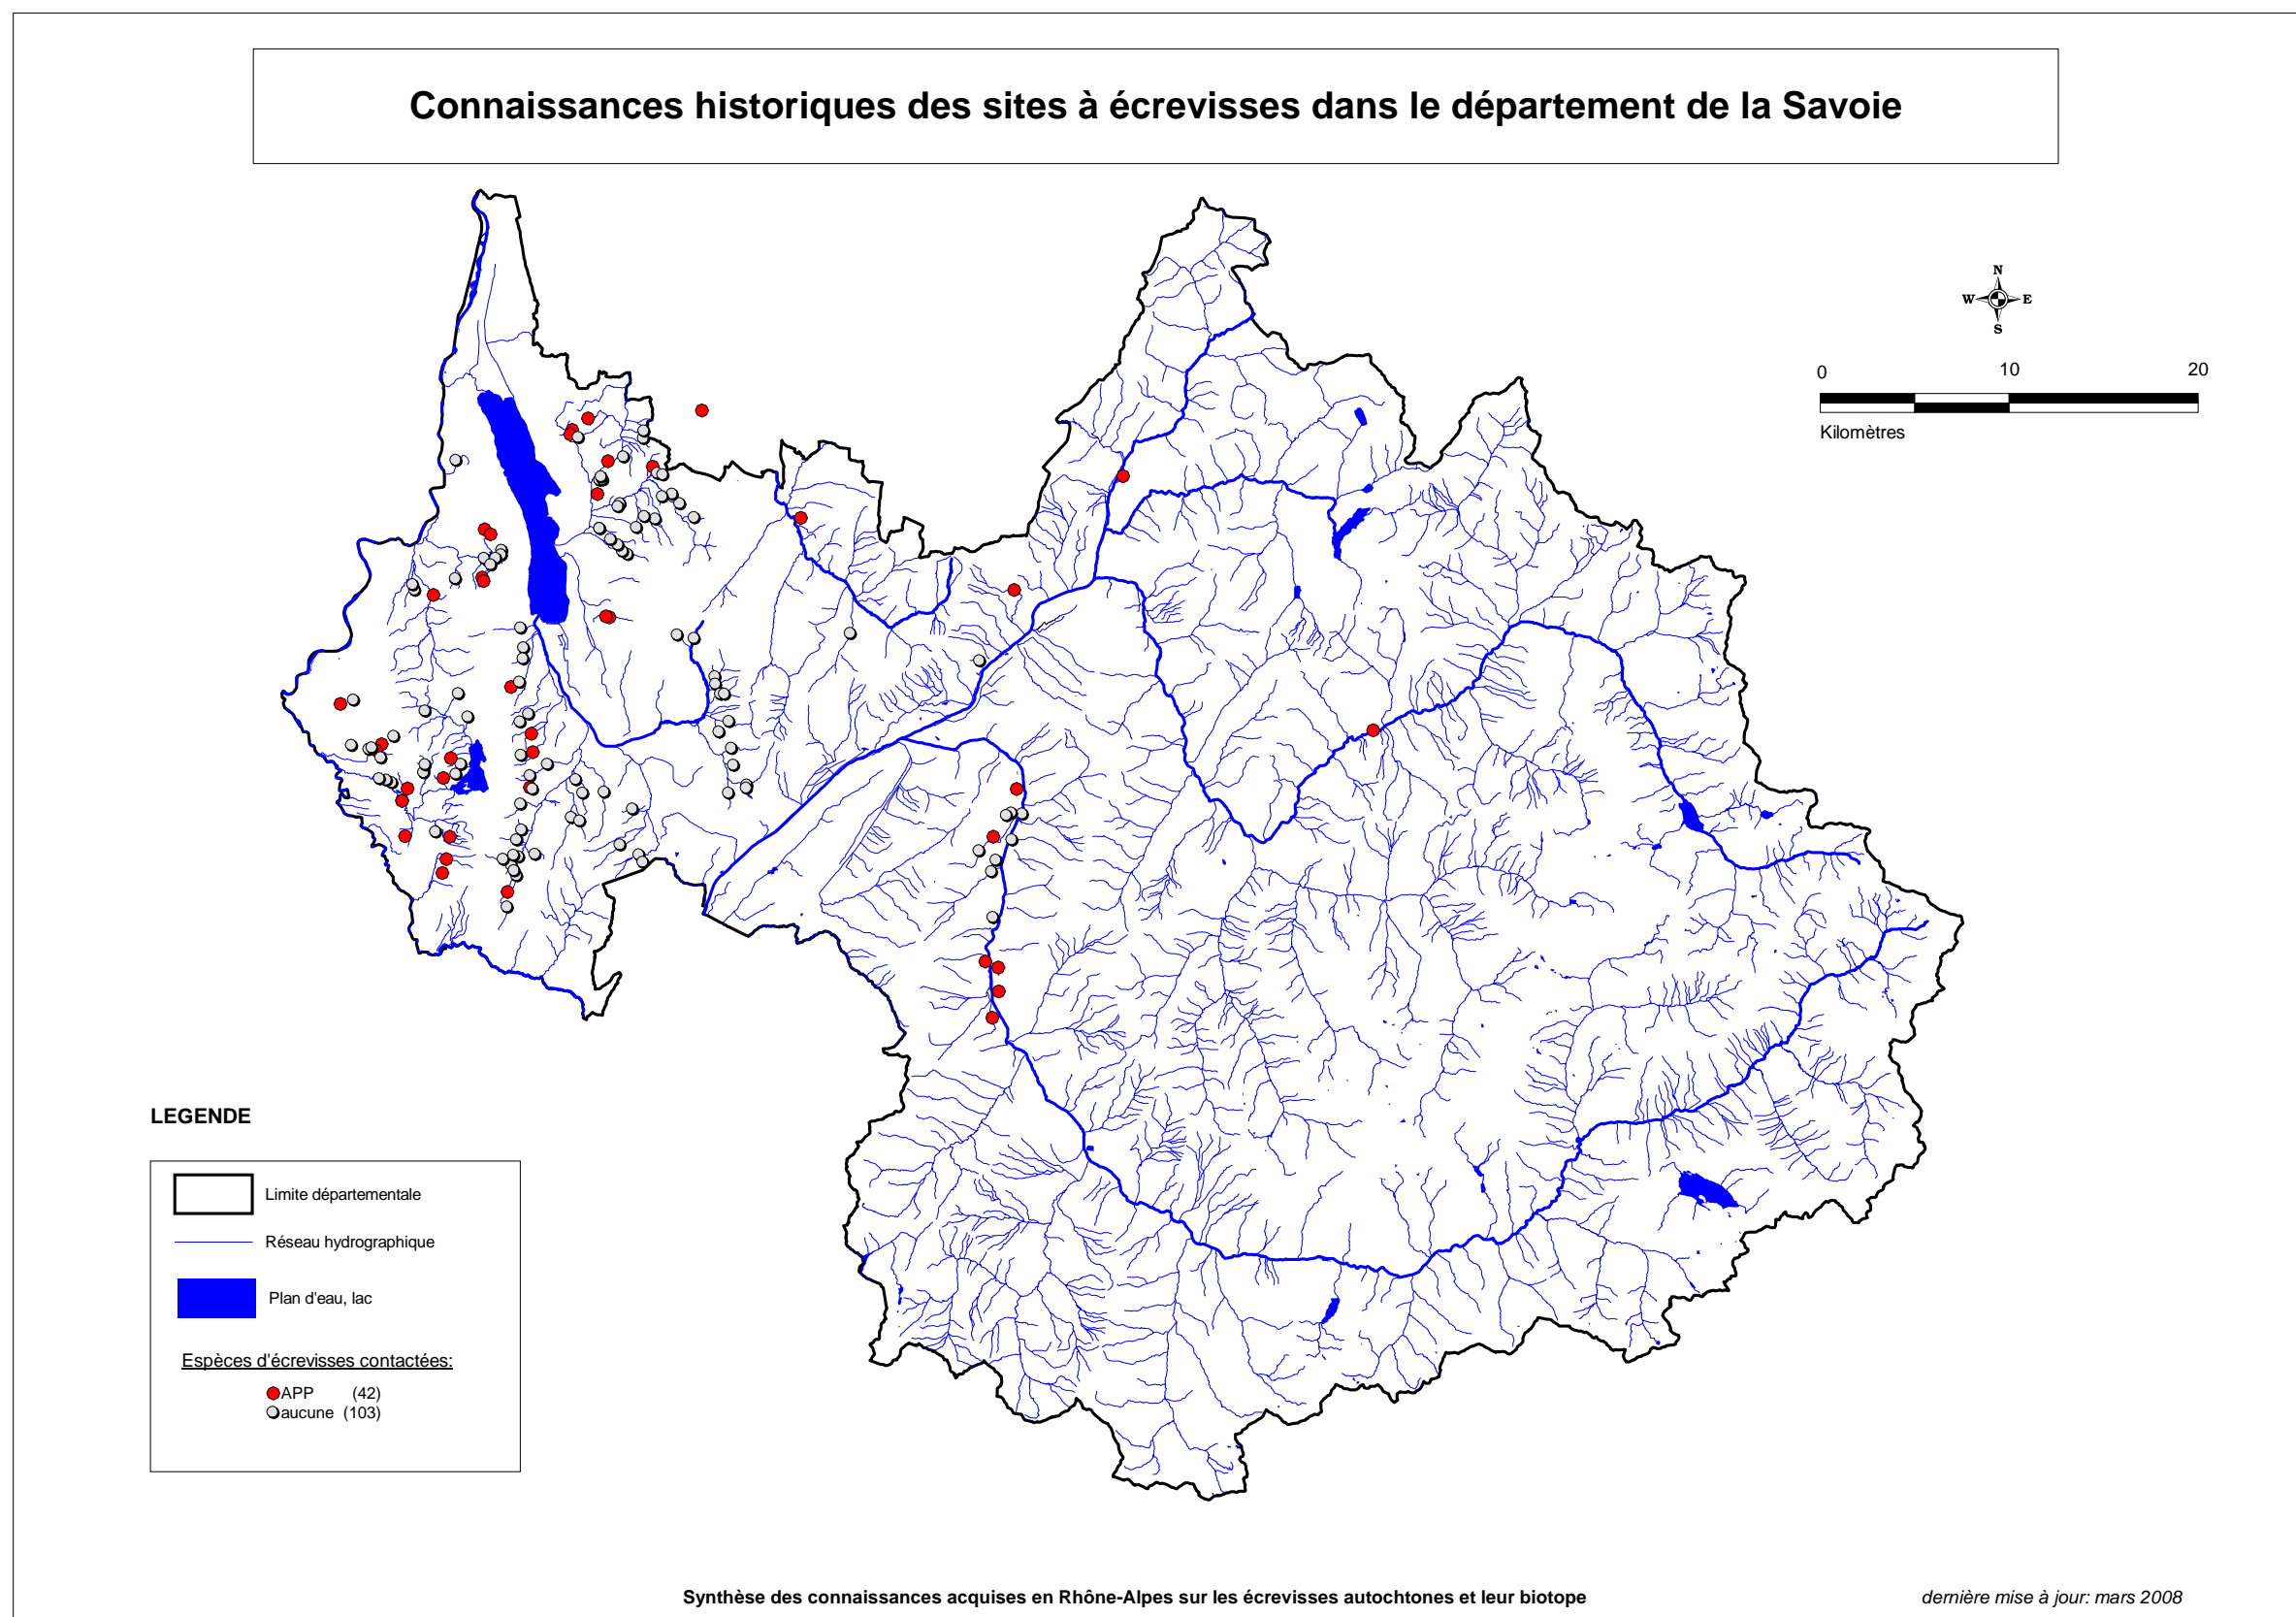 Connaissances historiques des sites à écrevisses dans le département de la Savoie
N
W E
S
0 10 20
Kilomètres
LEGENDE
Limite départementale
Réseau hydrographique
Plan d'eau, lac
Espèces d'écrevisses contactées:
APP (42)
aucune (103)
Synthèse des connaissances acquises en Rhône-Alpes sur les écrevisses autochtones et leur biotope
dernière mise à jour: mars 2008